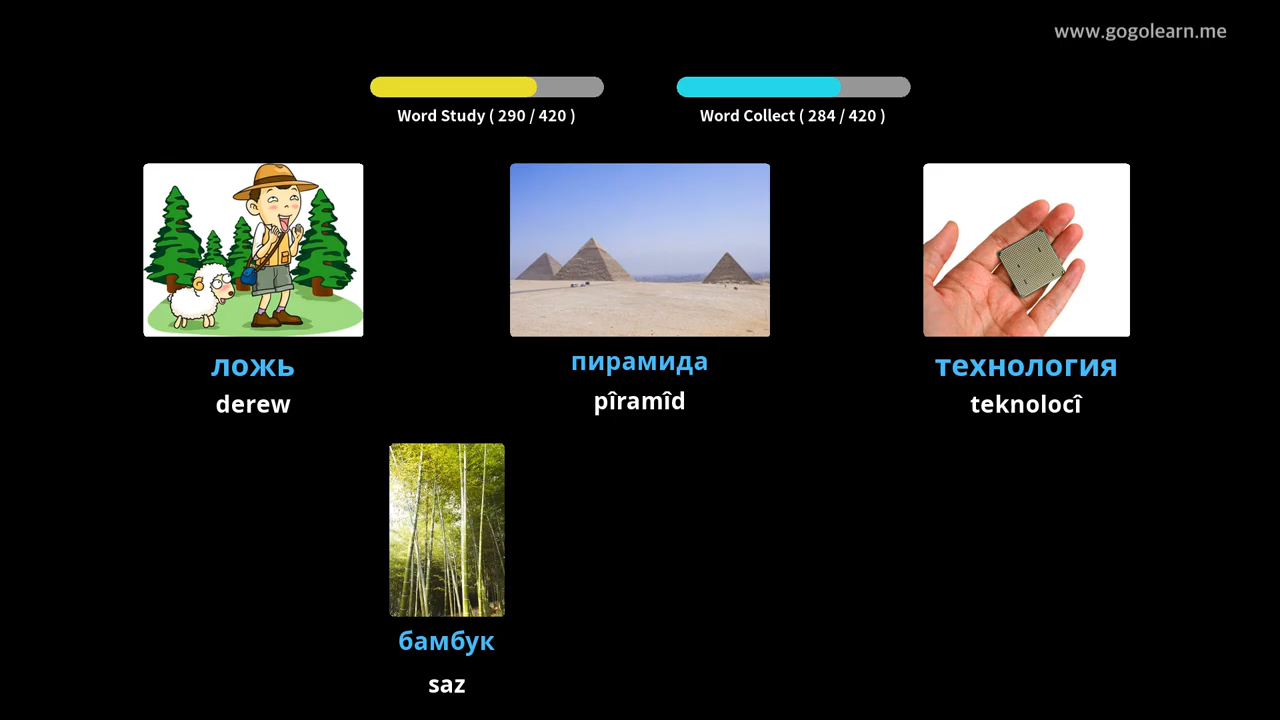 www.gogolearn.me
Word Study ( 290 / 420 )
Word Collect ( 284 / 420 )
ложь
derew
пирамида
pîramîd
технология
teknolocî
бамбук
saz